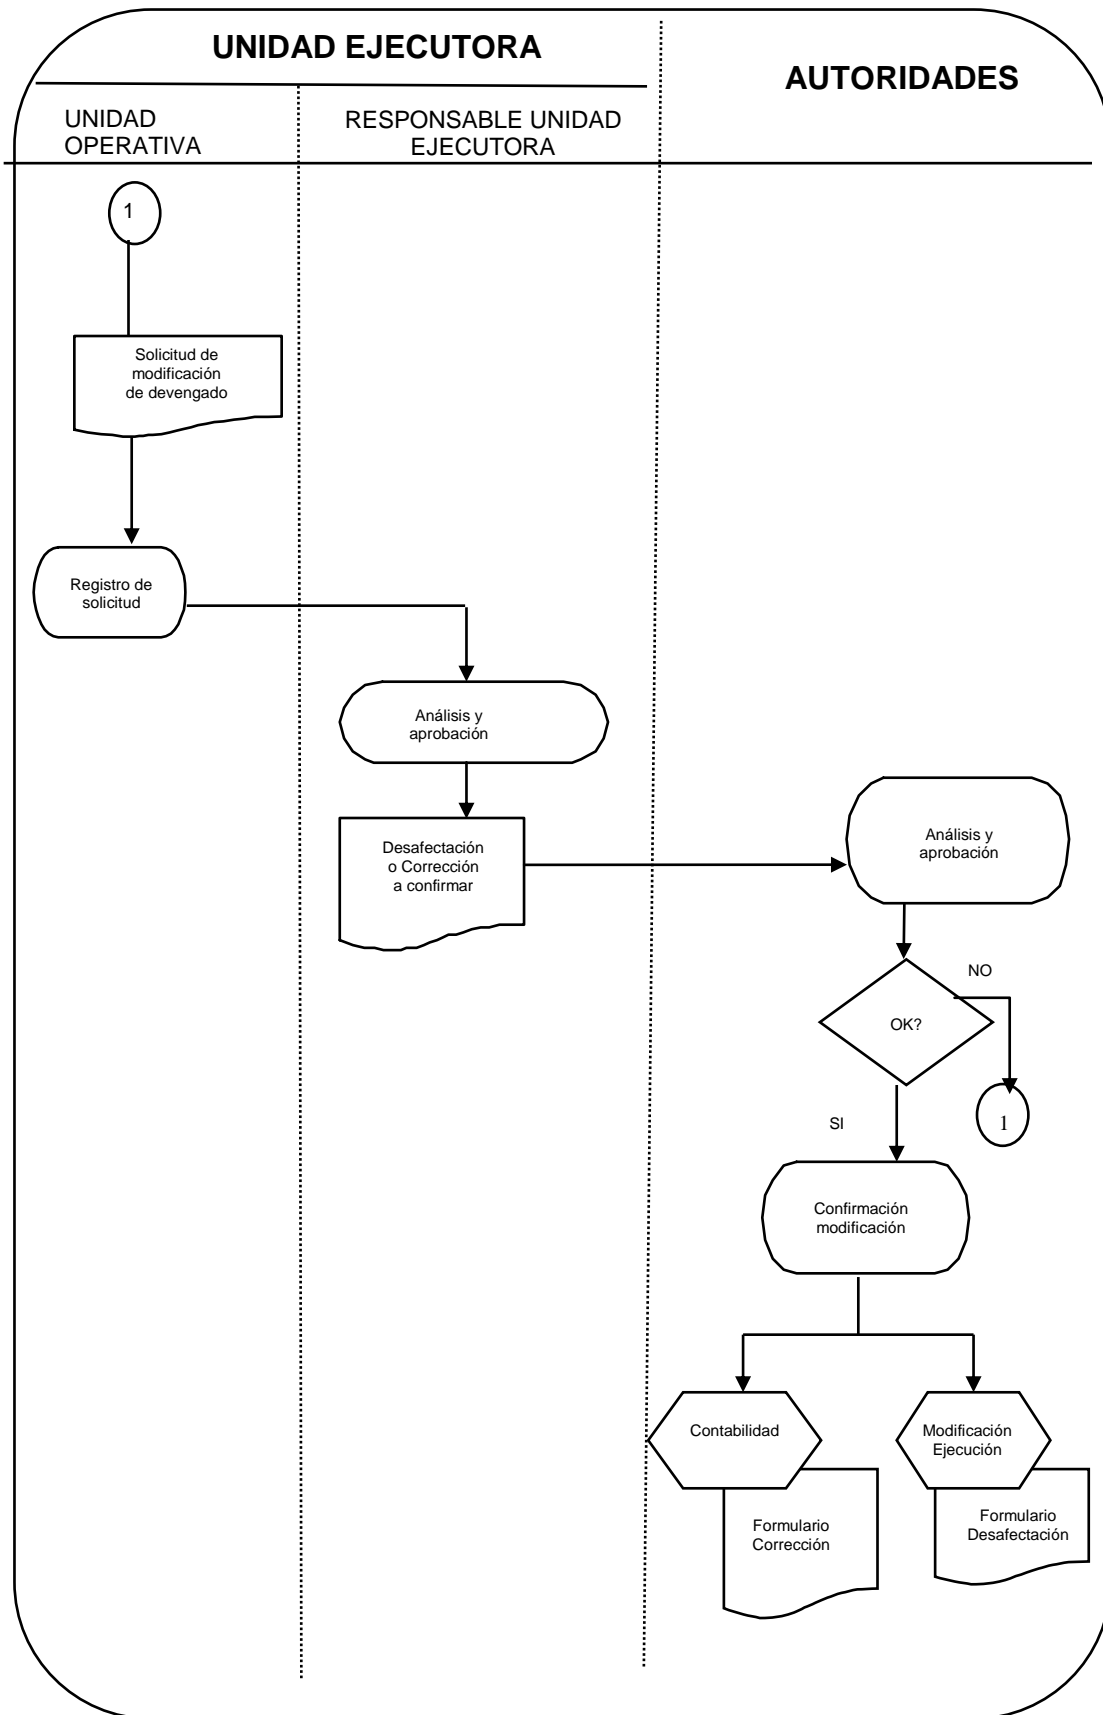 UNIDAD EJECUTORA
AUTORIDADES
UNIDAD
OPERATIVA
RESPONSABLE UNIDAD
EJECUTORA
1
Solicitud de
modificación
de devengado
Registro de
solicitud
Análisis y
aprobación
Desafectación
o Corrección
a confirmar
Análisis y
aprobación
OK?
NO
1
SI
Confirmación
modificación
Contabilidad
Formulario
Corrección
Modificación
Ejecución
Formulario
Desafectación